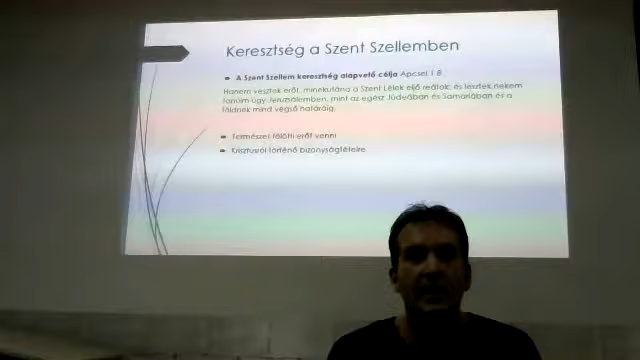 Keresztség a Szent Szellemben
A Szent Szellem keresztség alapvető célja Apcsel 1:8
Hanem vesztek erőt, minekutána a Szent Lélek eljő reátok: és lesztek nekem
tanúim úgy Jeruzsálemben, mint az egész Júdeában és Samariában és a
földnek mind végső határáig.
Természet fölötti erőt venni
Krisztusról történő bizonyságtételre